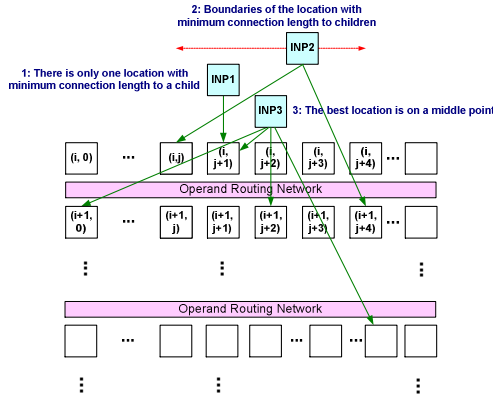 2: Boundaries of the location with
minimum connection length to children
INP2
1: There is only one location with
minimum connection length to a child
INP1
INP3
3: The best location is on a middle point
(i, 0) ... (i,j) (i, j+1) (i, j+2) (i, j+3) (i, j+4) ...
Operand Routing Network
(i+1, 0) ... (i+1, j) (i+1, j+1) (i+1, j+2) (i+1, j+3) (i+1, j+4) ...
Operand Routing Network